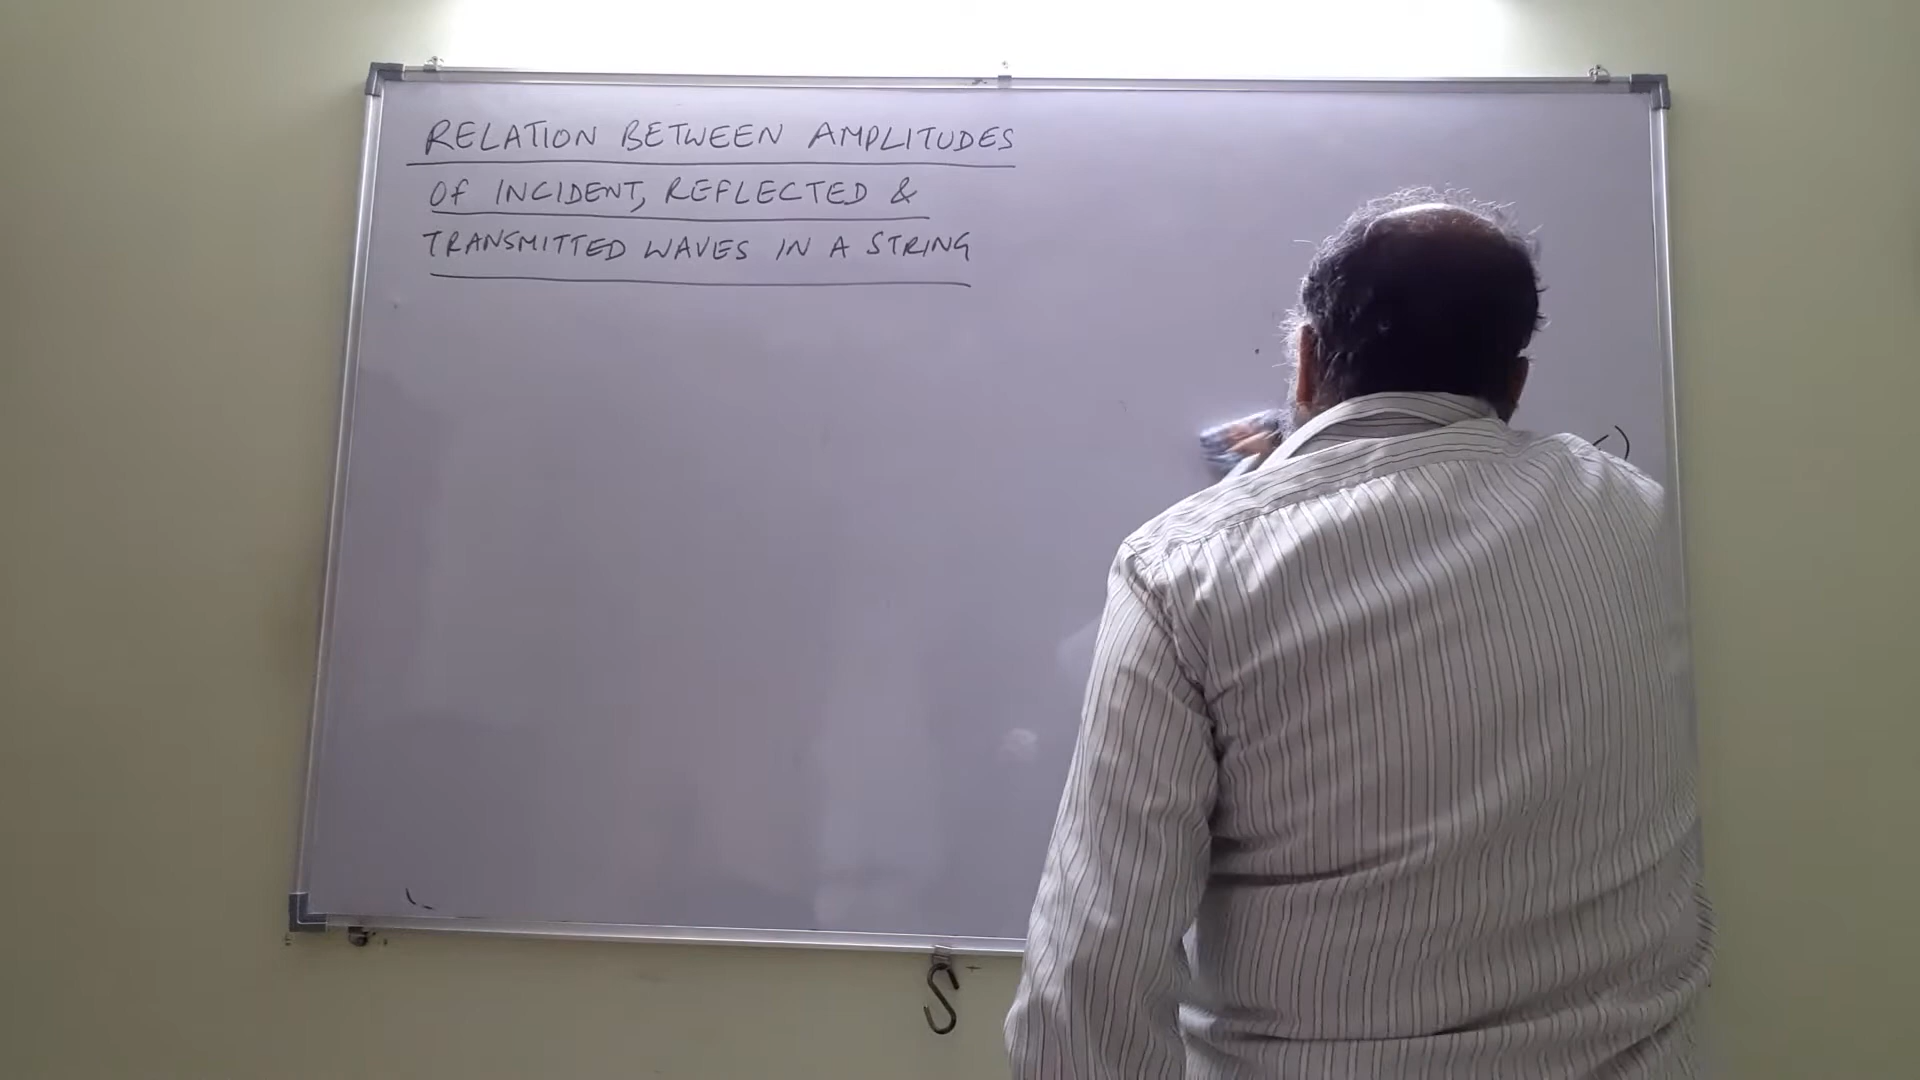 RELATION BETWEEN AMPLITUDES
OF INCIDENT, REFLECTED &
TRANSMITTED WAVES IN A STRING